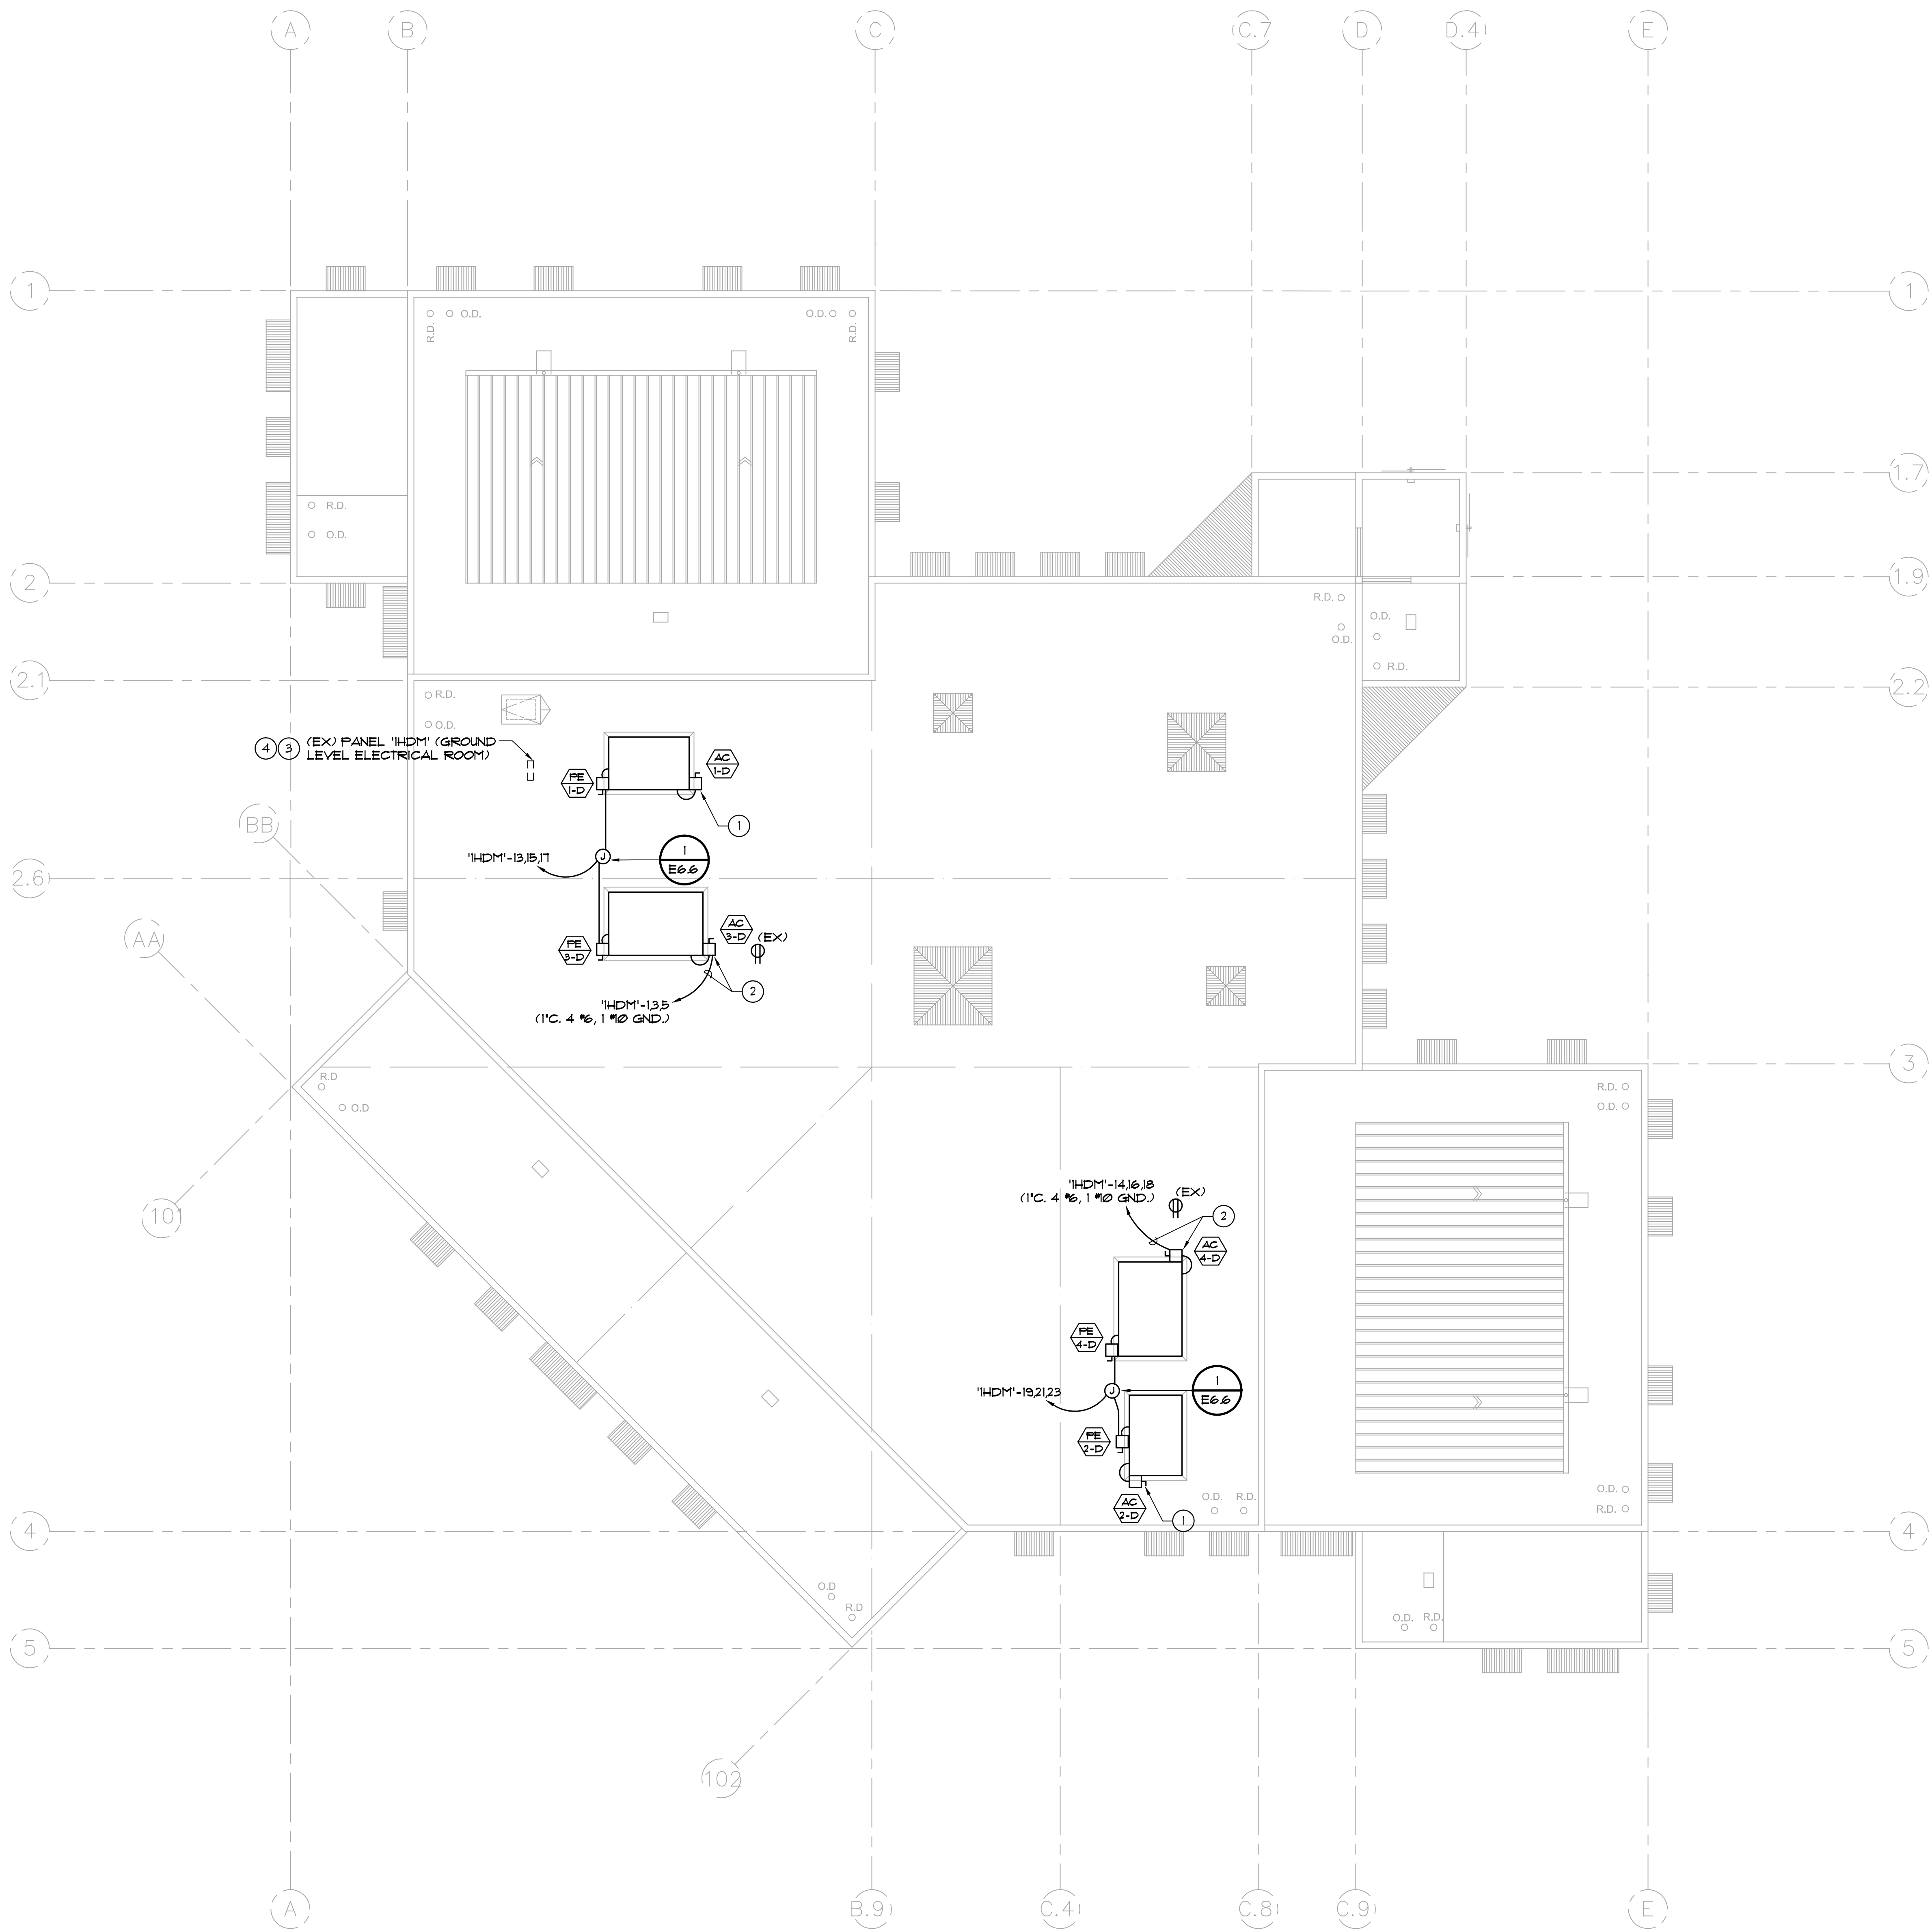 A B C C.7 D D.4 E
1 1
R.D. O.D. O.D. R.D.
1.7
R.D.
O.D.
2 1.9
R.D.
O.D.
O.D.
R.D.
2.1 2.2
R.D.
O.D.
4 3 (EX) PANEL '1HDM' (GROUND
LEVEL ELECTRICAL ROOM)
AC
1-D
PE
1-D
1
BB
'1HDM'-13,15,17
J
1
E6.6
2.6
AA
AC
3-D
(EX)
PE
3-D
2
'1HDM'-1,3,5
(1"C. 4 #6, 1 #10 GND.)
3
R.D
O.D
R.D.
O.D.
101
'1HDM'-14,16,18
(1"C. 4 #6, 1 #10 GND.)
(EX)
2
AC
4-D
PE
4-D
'1HDM'-19,21,23
J
1
E6.6
PE
2-D
AC
2-D
1
O.D. R.D.
O.D.
R.D.
4 4
O.D
R.D
O.D. R.D.
5 5
102
A B.9 C.4 C.8 C.9 E